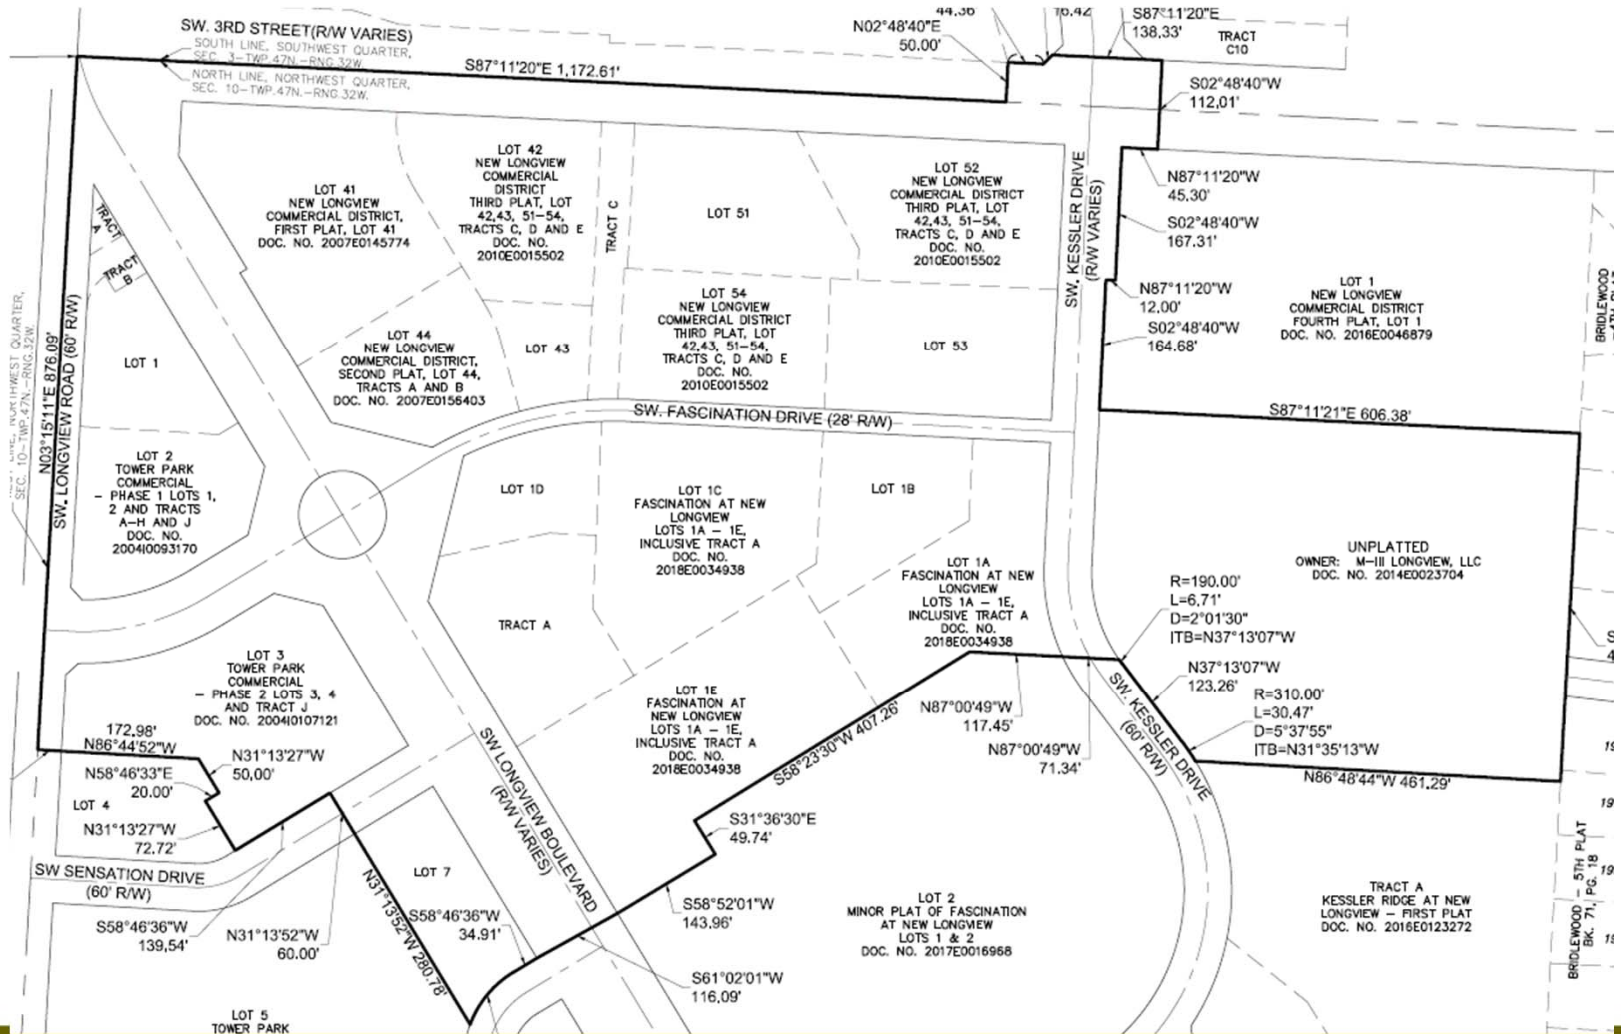 SW. 3RD STREET(R/W VARIES)
SOUTH LINE, SOUTHWEST QUARTER,
SEC. 3-TWP.47N.-RNG.32W.
NORTH LINE, NORTHWEST QUARTER,
SEC. 10-TWP.47N.-RNG.32W.
S87°11'20"E 1,172.61'
N02°48'40"E
50.00'
44.36'
16.42'
S87°11'20"E
138.33'
TRACT
C10
S02°48'40"W
112.01'
N87°11'20"W
45.30'
S02°48'40"W
167.31'
N87°11'20"W
12.00'
S02°48'40"W
164.68'
S87°11'21"E 606.38'
LOT 41
NEW LONGVIEW
COMMERCIAL DISTRICT,
FIRST PLAT, LOT 41
DOC. NO. 2007E0145774
LOT 42
NEW LONGVIEW
COMMERCIAL
DISTRICT
THIRD PLAT, LOT
42,43, 51-54,
TRACTS C, D AND E
DOC. NO.
2010E0015502
TRACT C
LOT 51
LOT 52
NEW LONGVIEW
COMMERCIAL DISTRICT
THIRD PLAT, LOT
42,43, 51-54,
TRACTS C, D AND E
DOC. NO.
2010E0015502
SW. KESSLER DRIVE
(R/W VARIES)
LOT 1
NEW LONGVIEW
COMMERCIAL DISTRICT
FOURTH PLAT, LOT 1
DOC. NO. 2016E0046879
BRIDLEWOOD
TRACT
A
TRACT
B
LOT 1
N03°15'11"E 876.09'
SW. LONGVIEW ROAD (60' R/W)
LINE, NORTHWEST QUARTER,
SEC. 10-TWP.47N.-RNG.32W.
LOT 44
NEW LONGVIEW
COMMERCIAL DISTRICT,
SECOND PLAT, LOT 44,
TRACTS A AND B
DOC. NO. 2007E0156403
LOT 43
LOT 54
NEW LONGVIEW
COMMERCIAL DISTRICT
THIRD PLAT, LOT
42,43, 51-54,
TRACTS C, D AND E
DOC. NO.
2010E0015502
LOT 53
SW. FASCINATION DRIVE (28' R/W)
LOT 2
TOWER PARK
COMMERCIAL
- PHASE 1 LOTS 1,
2 AND TRACTS
A-H AND J
DOC. NO.
2004I0093170
LOT 1D
LOT 1C
FASCINATION AT NEW
LONGVIEW
LOTS 1A - 1E,
INCLUSIVE TRACT A
DOC. NO.
2018E0034938
LOT 1B
LOT 1A
FASCINATION AT NEW
LONGVIEW
LOTS 1A - 1E,
INCLUSIVE TRACT A
DOC. NO.
2018E0034938
UNPLATTED
OWNER: M-III LONGVIEW, LLC
DOC. NO. 2014E0023704
R=190.00'
L=6.71'
D=2°01'30"
ITB=N37°13'07"W
N37°13'07"W
123.26'
R=310.00'
L=30.47'
D=5°37'55"
ITB=N31°35'13"W
N86°48'44"W 461.29'
TRACT A
LOT 3
TOWER PARK
COMMERCIAL
- PHASE 2 LOTS 3, 4
AND TRACT J
DOC. NO. 2004I0107121
LOT 1E
FASCINATION AT
NEW LONGVIEW
LOTS 1A - 1E,
INCLUSIVE TRACT A
DOC. NO.
2018E0034938
N87°00'49"W
117.45'
N87°00'49"W
71.34'
SW. KESSLER DRIVE
(60' R/W)
S58°23'30"W 407.26'
172.98'
N86°44'52"W
N31°13'27"W
50.00'
N58°46'33"E
20.00'
LOT 4
N31°13'27"W
72.72'
SW SENSATION DRIVE
(60' R/W)
S58°46'36"W
139.54'
N31°13'52"W
60.00'
N31°13'52"W 280.78'
LOT 7
S58°46'36"W
34.91'
SW LONGVIEW BOULEVARD
(R/W VARIES)
S31°36'30"E
49.74'
S58°52'01"W
143.96'
S61°02'01"W
116.09'
LOT 2
MINOR PLAT OF FASCINATION
AT NEW LONGVIEW
LOTS 1 & 2
DOC. NO. 2017E0016968
TRACT A
KESSLER RIDGE AT NEW
LONGVIEW - FIRST PLAT
DOC. NO. 2016E0123272
BRIDLEWOOD - 5TH PLAT
BK. 71, PG. 18
LOT 5
TOWER PARK